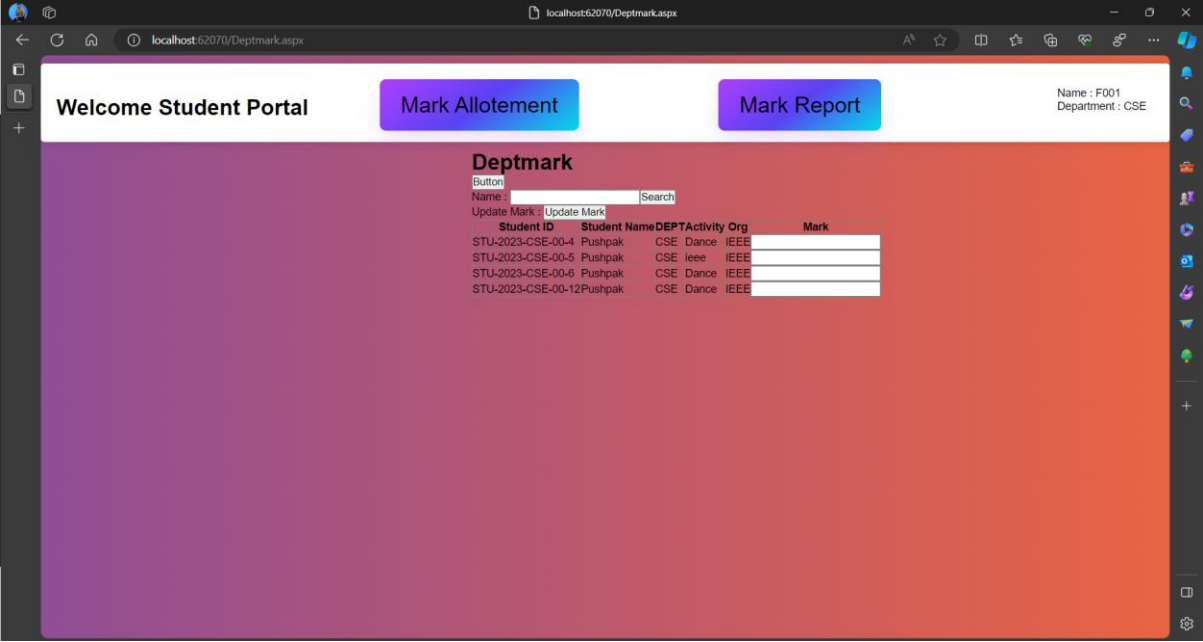 localhost:62070/Deptmark.aspx
localhost:62070/Deptmark.aspx
Welcome Student Portal
Mark Allotement
Mark Report
Name : F001
Department : CSE
Deptmark
Button
Name : Search
Update Mark : Update Mark
Student ID Student Name DEPT Activity Org Mark
STU-2023-CSE-00-4 Pushpak CSE Dance IEEE
STU-2023-CSE-00-5 Pushpak CSE ieee IEEE
STU-2023-CSE-00-6 Pushpak CSE Dance IEEE
STU-2023-CSE-00-12 Pushpak CSE Dance IEEE